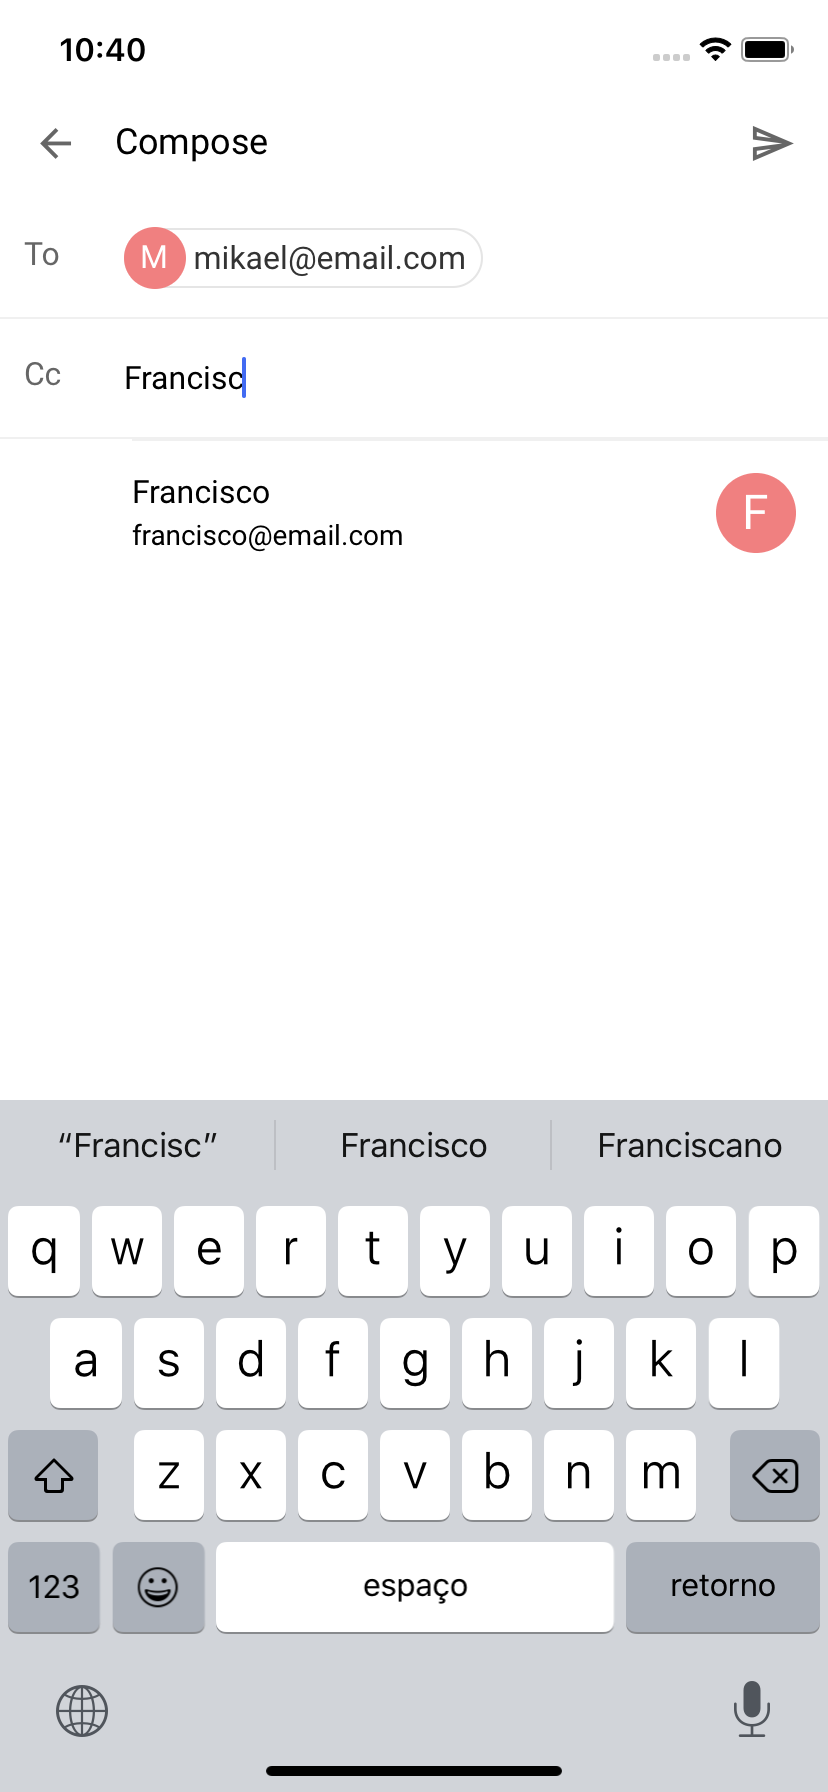 10:40
Compose
To
M mikael@email.com
Cc
Francisc
Francisco
F
francisco@email.com
“Francisc” Francisco Franciscano
q w e r t y u i o p
a s d f g h j k l
z x c v b n m
123 espaço retorno